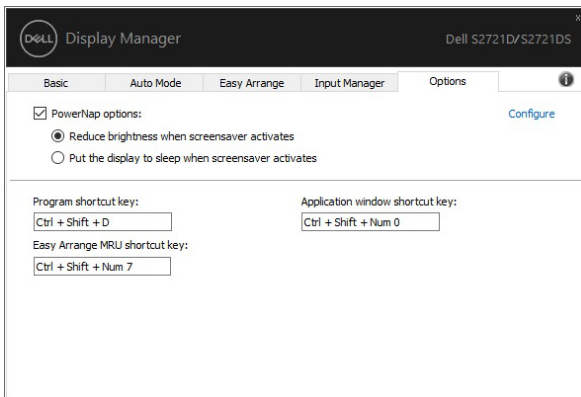 DELL Display Manager
Dell S2721D/S2721DS
x
Basic
Auto Mode
Easy Arrange
Input Manager
Options
i
PowerNap options:
Configure
Reduce brightness when screensaver activates
Put the display to sleep when screensaver activates
Program shortcut key:
Application window shortcut key:
Ctrl + Shift + D
Ctrl + Shift + Num 0
Easy Arrange MRU shortcut key:
Ctrl + Shift + Num 7